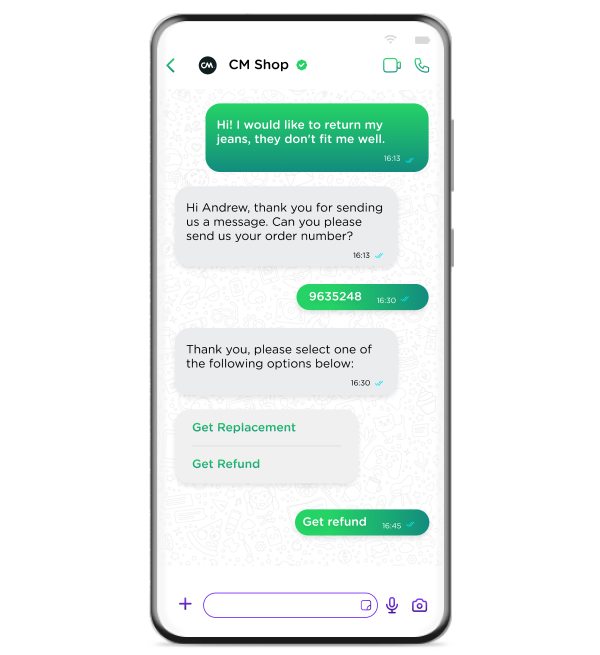 CM
CM Shop
Hi! I would like to return my
jeans, they don't fit me well.
16:13
Hi Andrew, thank you for sending
us a message. Can you please
send us your order number?
16:13
9635248 16:30
Thank you, please select one of
the following options below:
16:30
Get Replacement
Get Refund
Get refund 16:45